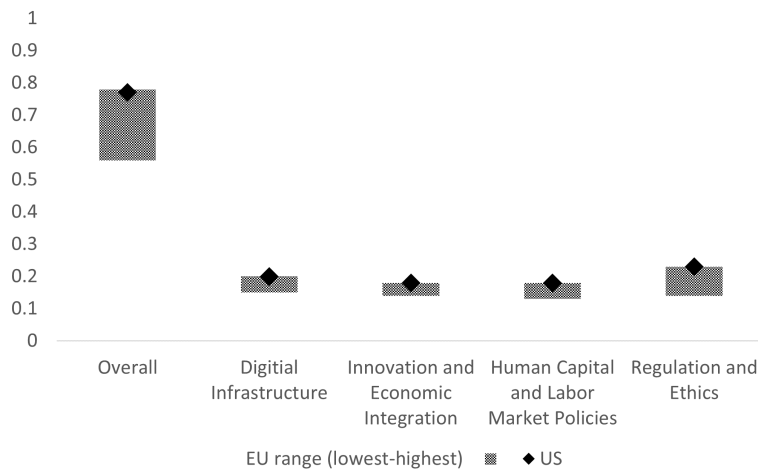 1
0.9
0.8
0.7
0.6
0.5
0.4
0.3
0.2
0.1
0
Overall
Digitial
Infrastructure
Innovation and
Economic
Integration
Human Capital
and Labor
Market Policies
Regulation and
Ethics
EU range (lowest-highest)
US